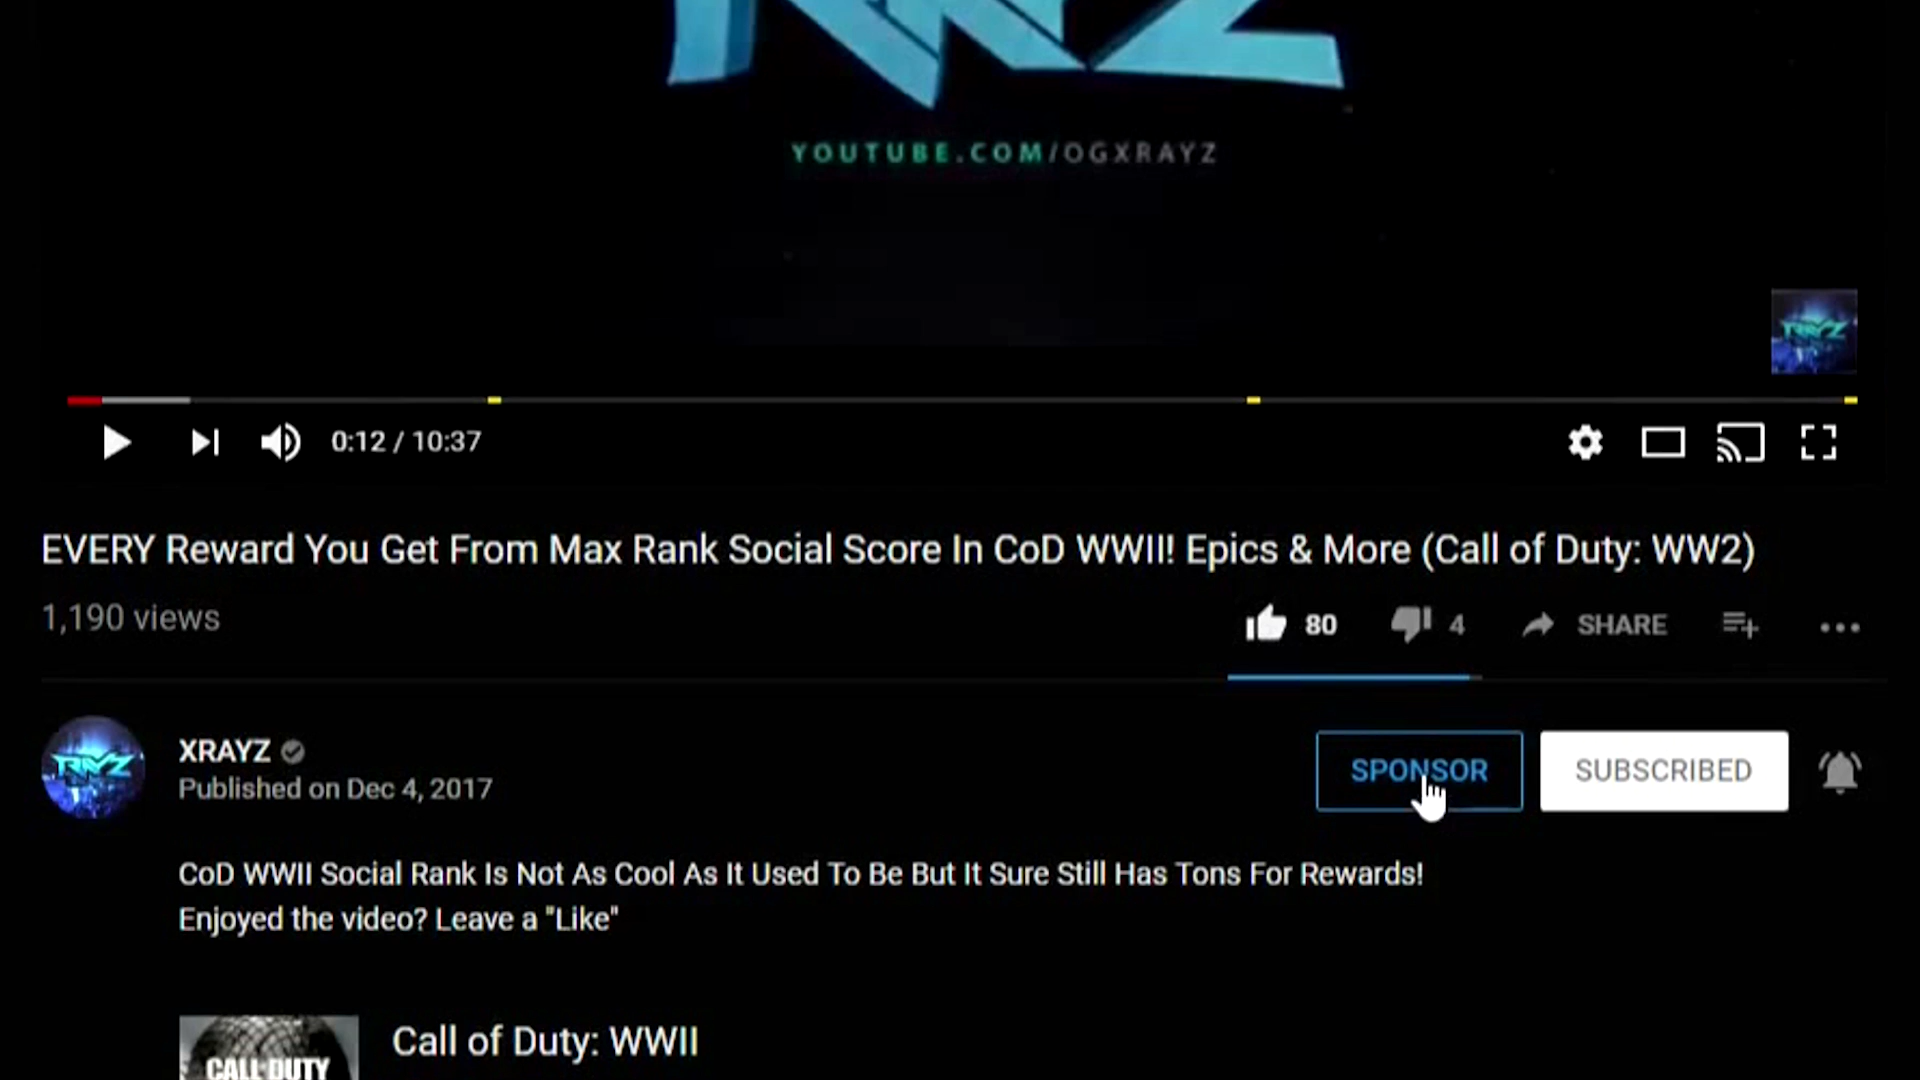 YOUTUBE.COM/OGXRAYZ
0:12 / 10:37
EVERY Reward You Get From Max Rank Social Score In CoD WWII! Epics & More (Call of Duty: WW2)
1,190 views
80 4 SHARE
XRAYZ
Published on Dec 4, 2017
SPONSOR SUBSCRIBED
CoD WWII Social Rank Is Not As Cool As It Used To Be But It Sure Still Has Tons For Rewards!
Enjoyed the video? Leave a "Like"
Call of Duty: WWII
CALL DUTY